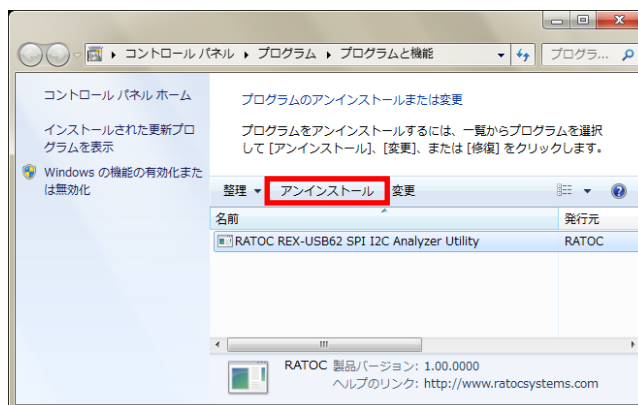 コントロール パネル ▸ プログラム ▸ プログラムと機能
プログラ...
コントロール パネル ホーム
インストールされた更新プロ
グラムを表示
Windows の機能の有効化また
は無効化
プログラムのアンインストールまたは変更
プログラムをアンインストールするには、一覧からプログラムを選択
して [アンインストール]、[変更]、または [修復] をクリックします。
整理 アンインストール 変更
名前 発行元
RATOC REX-USB62 SPI I2C Analyzer Utility RATOC
RATOC 製品バージョン: 1.00.0000
ヘルプのリンク: http://www.ratocsystems.com